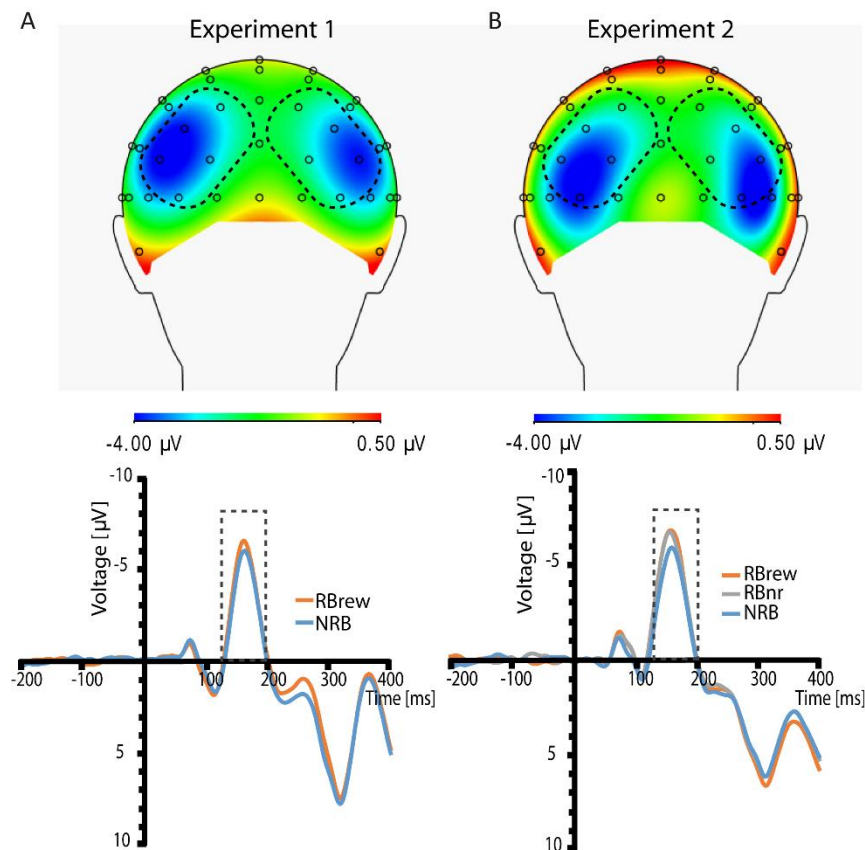 A
Experiment 1
B
Experiment 2
-4.00 µV 0.50 µV
-4.00 µV 0.50 µV
-10
Voltage [µV]
-5
RBrew
NRB
-200 -100 100 200 300 400
Time [ms]
5
10
-10
Voltage [µV]
-5
RBrew
RBnr
NRB
-200 -100 100 200 300 400
Time [ms]
5
10